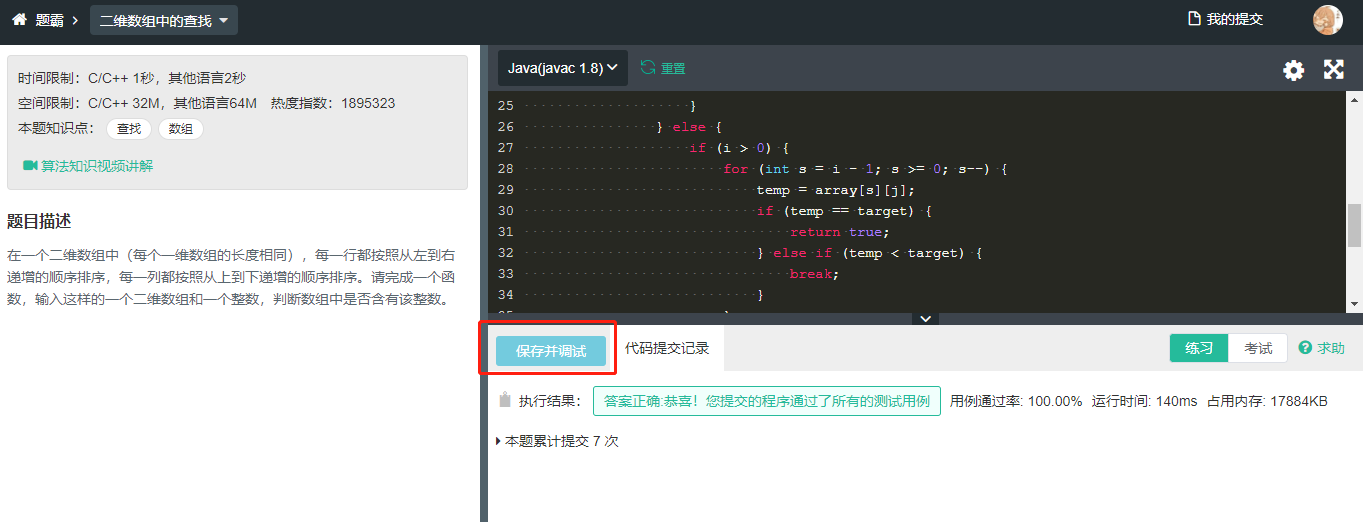 题霸 > 二维数组中的查找
我的提交
时间限制：C/C++ 1秒，其他语言2秒
空间限制：C/C++ 32M，其他语言64M 热度指数：1895323
本题知识点： 查找 数组
算法知识视频讲解
题目描述
在一个二维数组中（每个一维数组的长度相同），每一行都按照从左到右
递增的顺序排序，每一列都按照从上到下递增的顺序排序。请完成一个函
数，输入这样的一个二维数组和一个整数，判断数组中是否含有该整数。
Java(javac 1.8) 重置
25 }
26 } else {
27 if (i > 0) {
28 for (int s = i - 1; s >= 0; s--) {
29 temp = array[s][j];
30 if (temp == target) {
31 return true;
32 } else if (temp < target) {
33 break;
34 }
保存并调试 代码提交记录
练习 考试 求助
执行结果： 答案正确:恭喜！您提交的程序通过了所有的测试用例 用例通过率: 100.00% 运行时间: 140ms 占用内存: 17884KB
本题累计提交 7 次